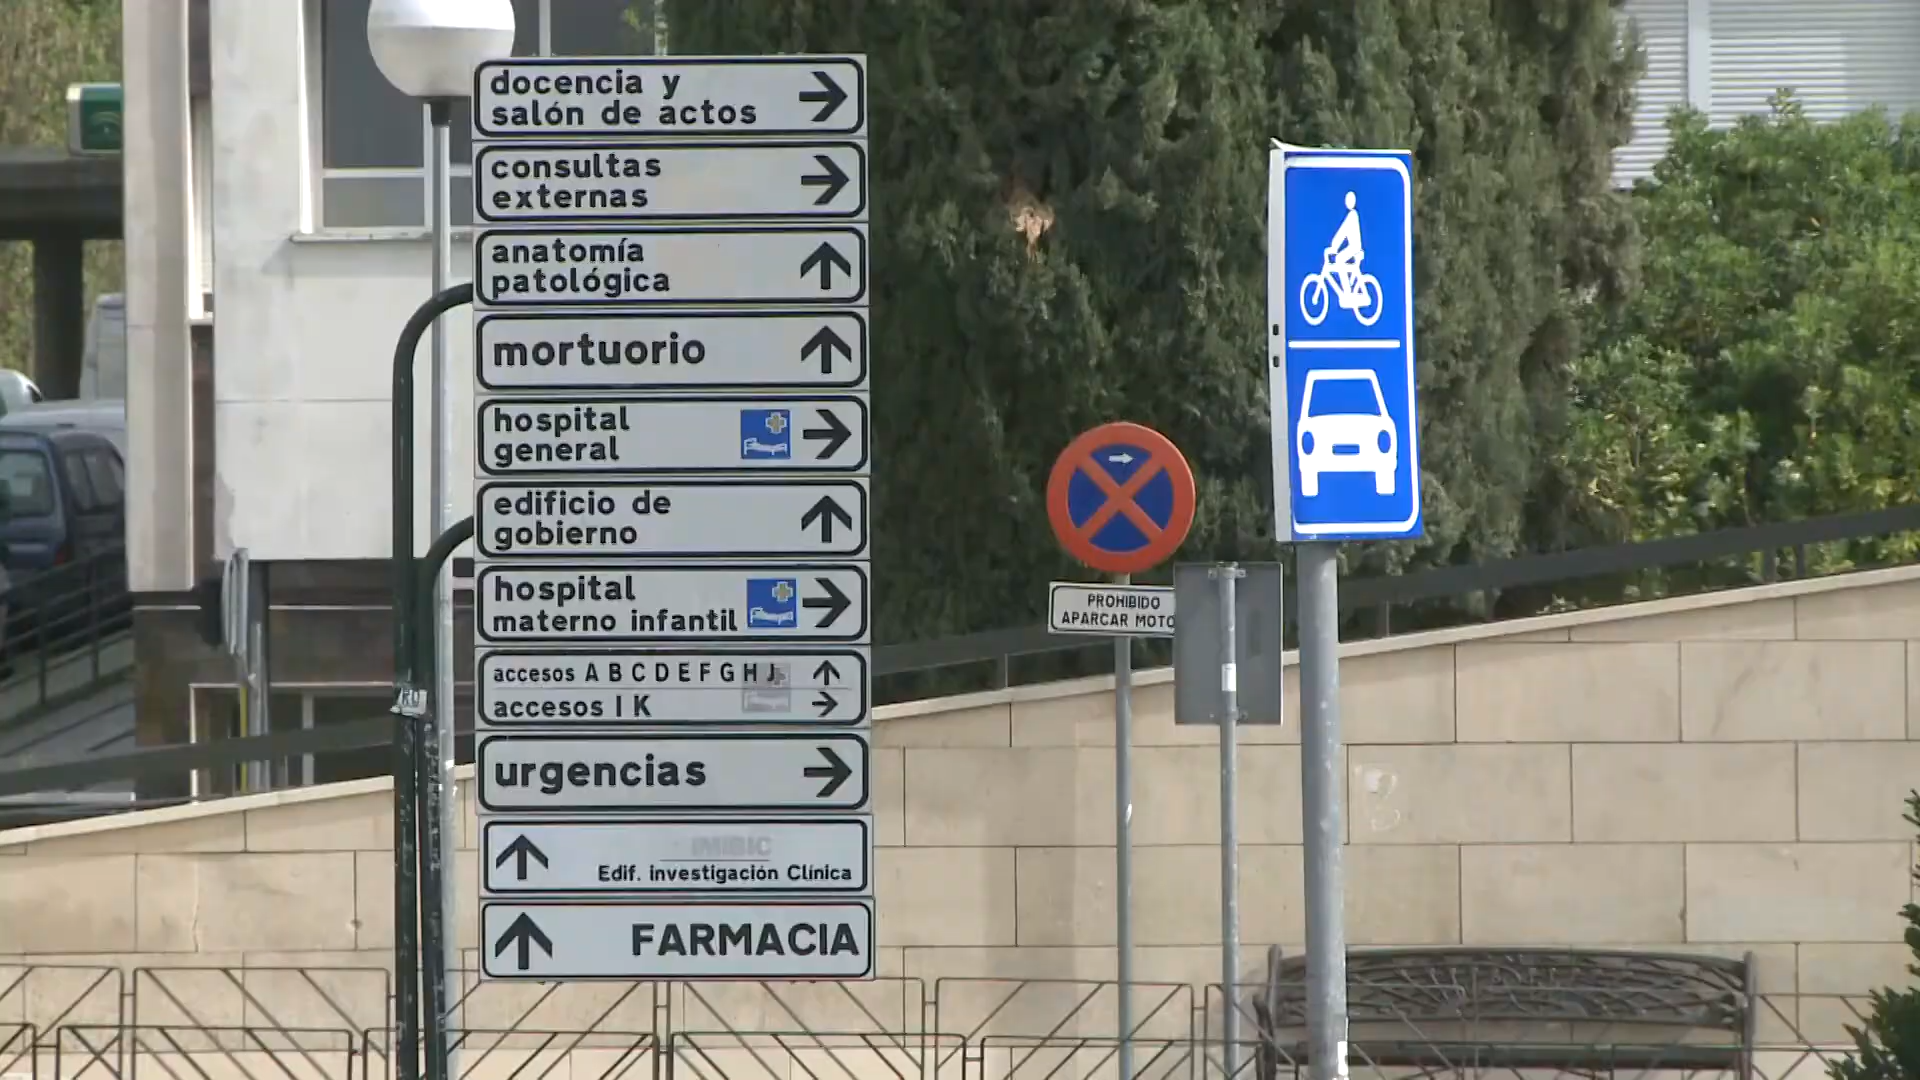 docencia y
salón de actos
consultas
externas
anatomía
patológica
mortuorio
hospital
general
edificio de
gobierno
hospital
materno infantil
accesos A B C D E F G H J
accesos I K
urgencias
IMIBIC
Edif. investigación Clínica
FARMACIA
PROHIBIDO
APARCAR MOTO